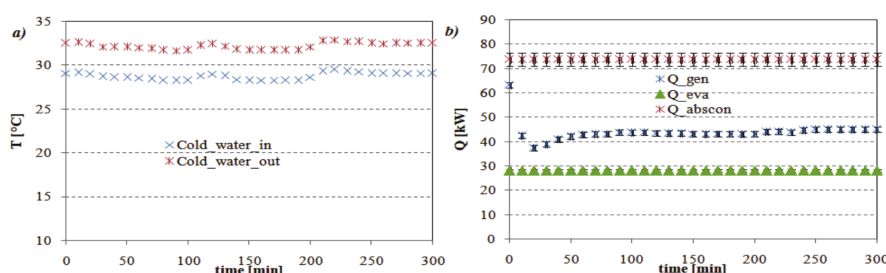 a)
T [°C]
35
30
25
20
15
10
Cold_water_in
Cold_water_out
0 50 100 150 200 250 300
time [min]
b)
Q [kW]
90
80
70
60
50
40
30
20
10
0
Q_gen
Q_eva
Q_abscon
0 50 100 150 200 250 300
time [min]